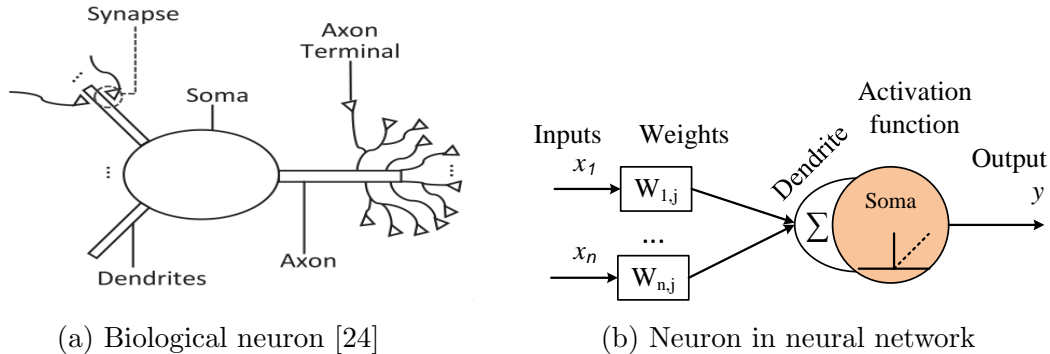 Synapse
Axon
Terminal
...
Soma
...
...
Dendrites
Axon
(a) Biological neuron [24]
Activation
function
Inputs
Weights
Dendrite
Output
x1
W1,j
Soma
y
Σ
...
xn
Wn,j
(b) Neuron in neural network